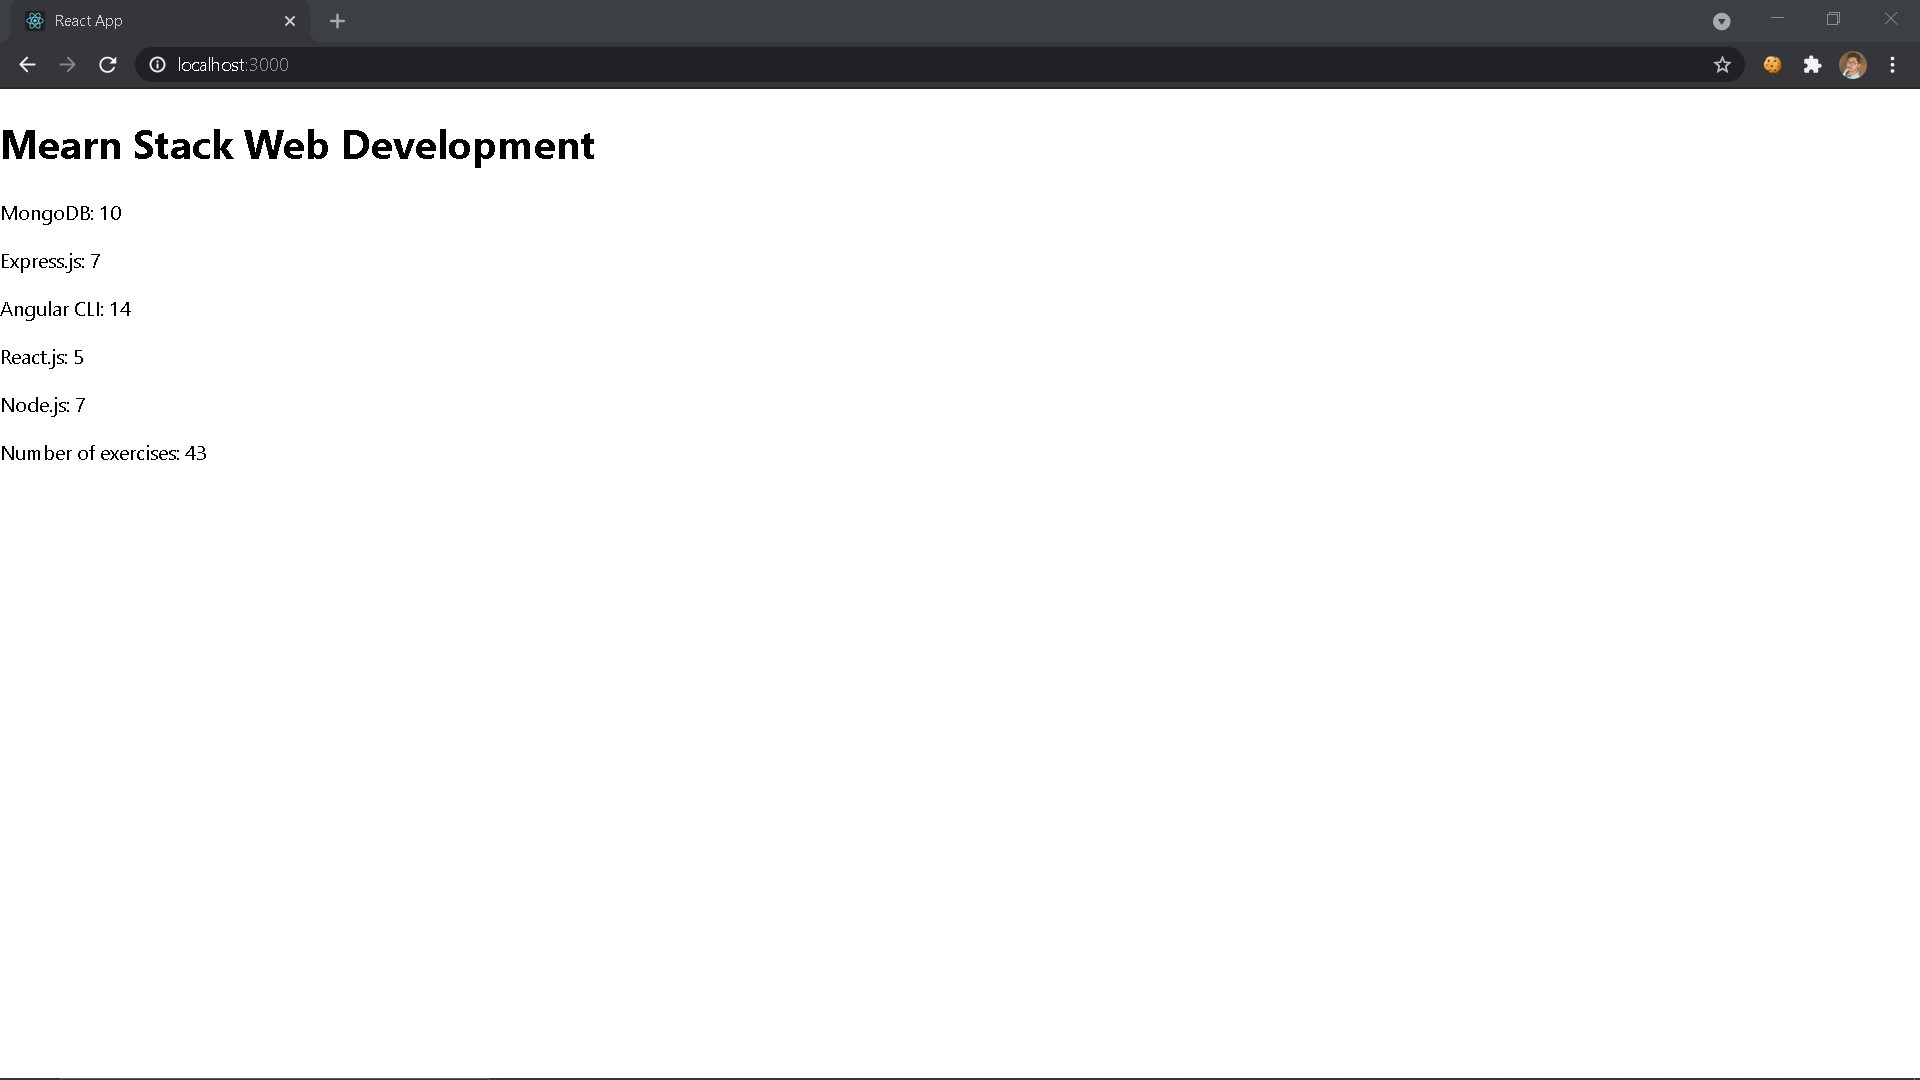 React App
localhost:3000
Mearn Stack Web Development
MongoDB: 10
Express.js: 7
Angular CLI: 14
React.js: 5
Node.js: 7
Number of exercises: 43